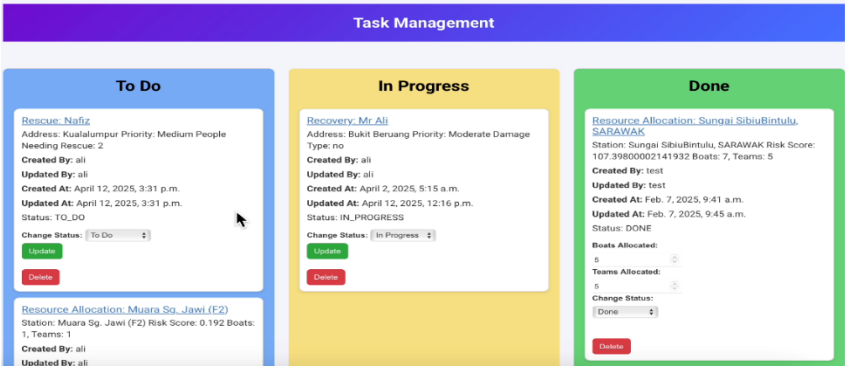 Task Management
To Do
Rescue: Nafiz
Address: Kualalumpur Priority: Medium People
Needing Rescue: 2
Created By: ali
Updated By: ali
Created At: April 12, 2025, 3:31 p.m.
Updated At: April 12, 2025, 3:31 p.m.
Status: TO_DO
Change Status: To Do
Update
Delete
Resource Allocation: Muara Sg. Jawi (F2)
Station: Muara Sg. Jawi (F2) Risk Score: 0.192 Boats:
1, Teams: 1
Created By: ali
Updated By: ali
In Progress
Recovery: Mr Ali
Address: Bukit Beruang Priority: Moderate Damage
Type: no
Created By: ali
Updated By: ali
Created At: April 2, 2025, 5:15 a.m.
Updated At: April 12, 2025, 12:16 p.m.
Status: IN_PROGRESS
Change Status: In Progress
Update
Delete
Done
Resource Allocation: Sungai SibiuBintulu,
SARAWAK
Station: Sungai SibiuBintulu, SARAWAK Risk Score:
107.39800002141932 Boats: 7, Teams: 5
Created By: test
Updated By: test
Created At: Feb. 7, 2025, 9:41 a.m.
Updated At: Feb. 7, 2025, 9:45 a.m.
Status: DONE
Boats Allocated:
5
Teams Allocated:
5
Change Status:
Done
Delete